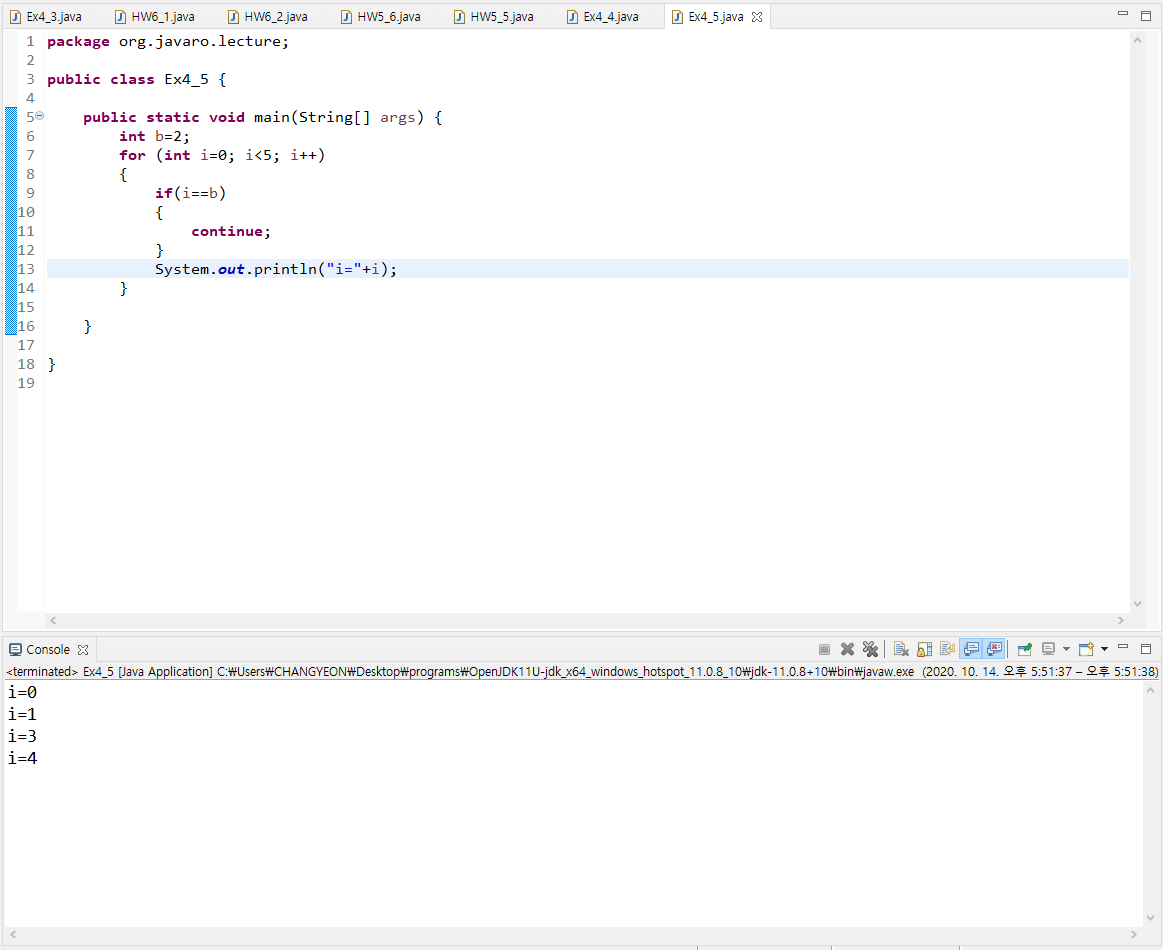 Ex4_3.java HW6_1.java HW6_2.java HW5_6.java HW5_5.java Ex4_4.java Ex4_5.java
1 package org.javaro.lecture;
2
3 public class Ex4_5 {
4
5 public static void main(String[] args) {
6 int b=2;
7 for (int i=0; i<5; i++)
8 {
9 if(i==b)
10 {
11 continue;
12 }
13 System.out.println("i="+i);
14 }
15
16 }
17
18 }
19
Console
<terminated> Ex4_5 [Java Application] C:₩Users₩CHANGYEON₩Desktop₩programs₩OpenJDK11U-jdk_x64_windows_hotspot_11.0.8_10₩jdk-11.0.8+10₩bin₩javaw.exe (2020. 10. 14. 오후 5:51:37 – 오후 5:51:38)
i=0
i=1
i=3
i=4